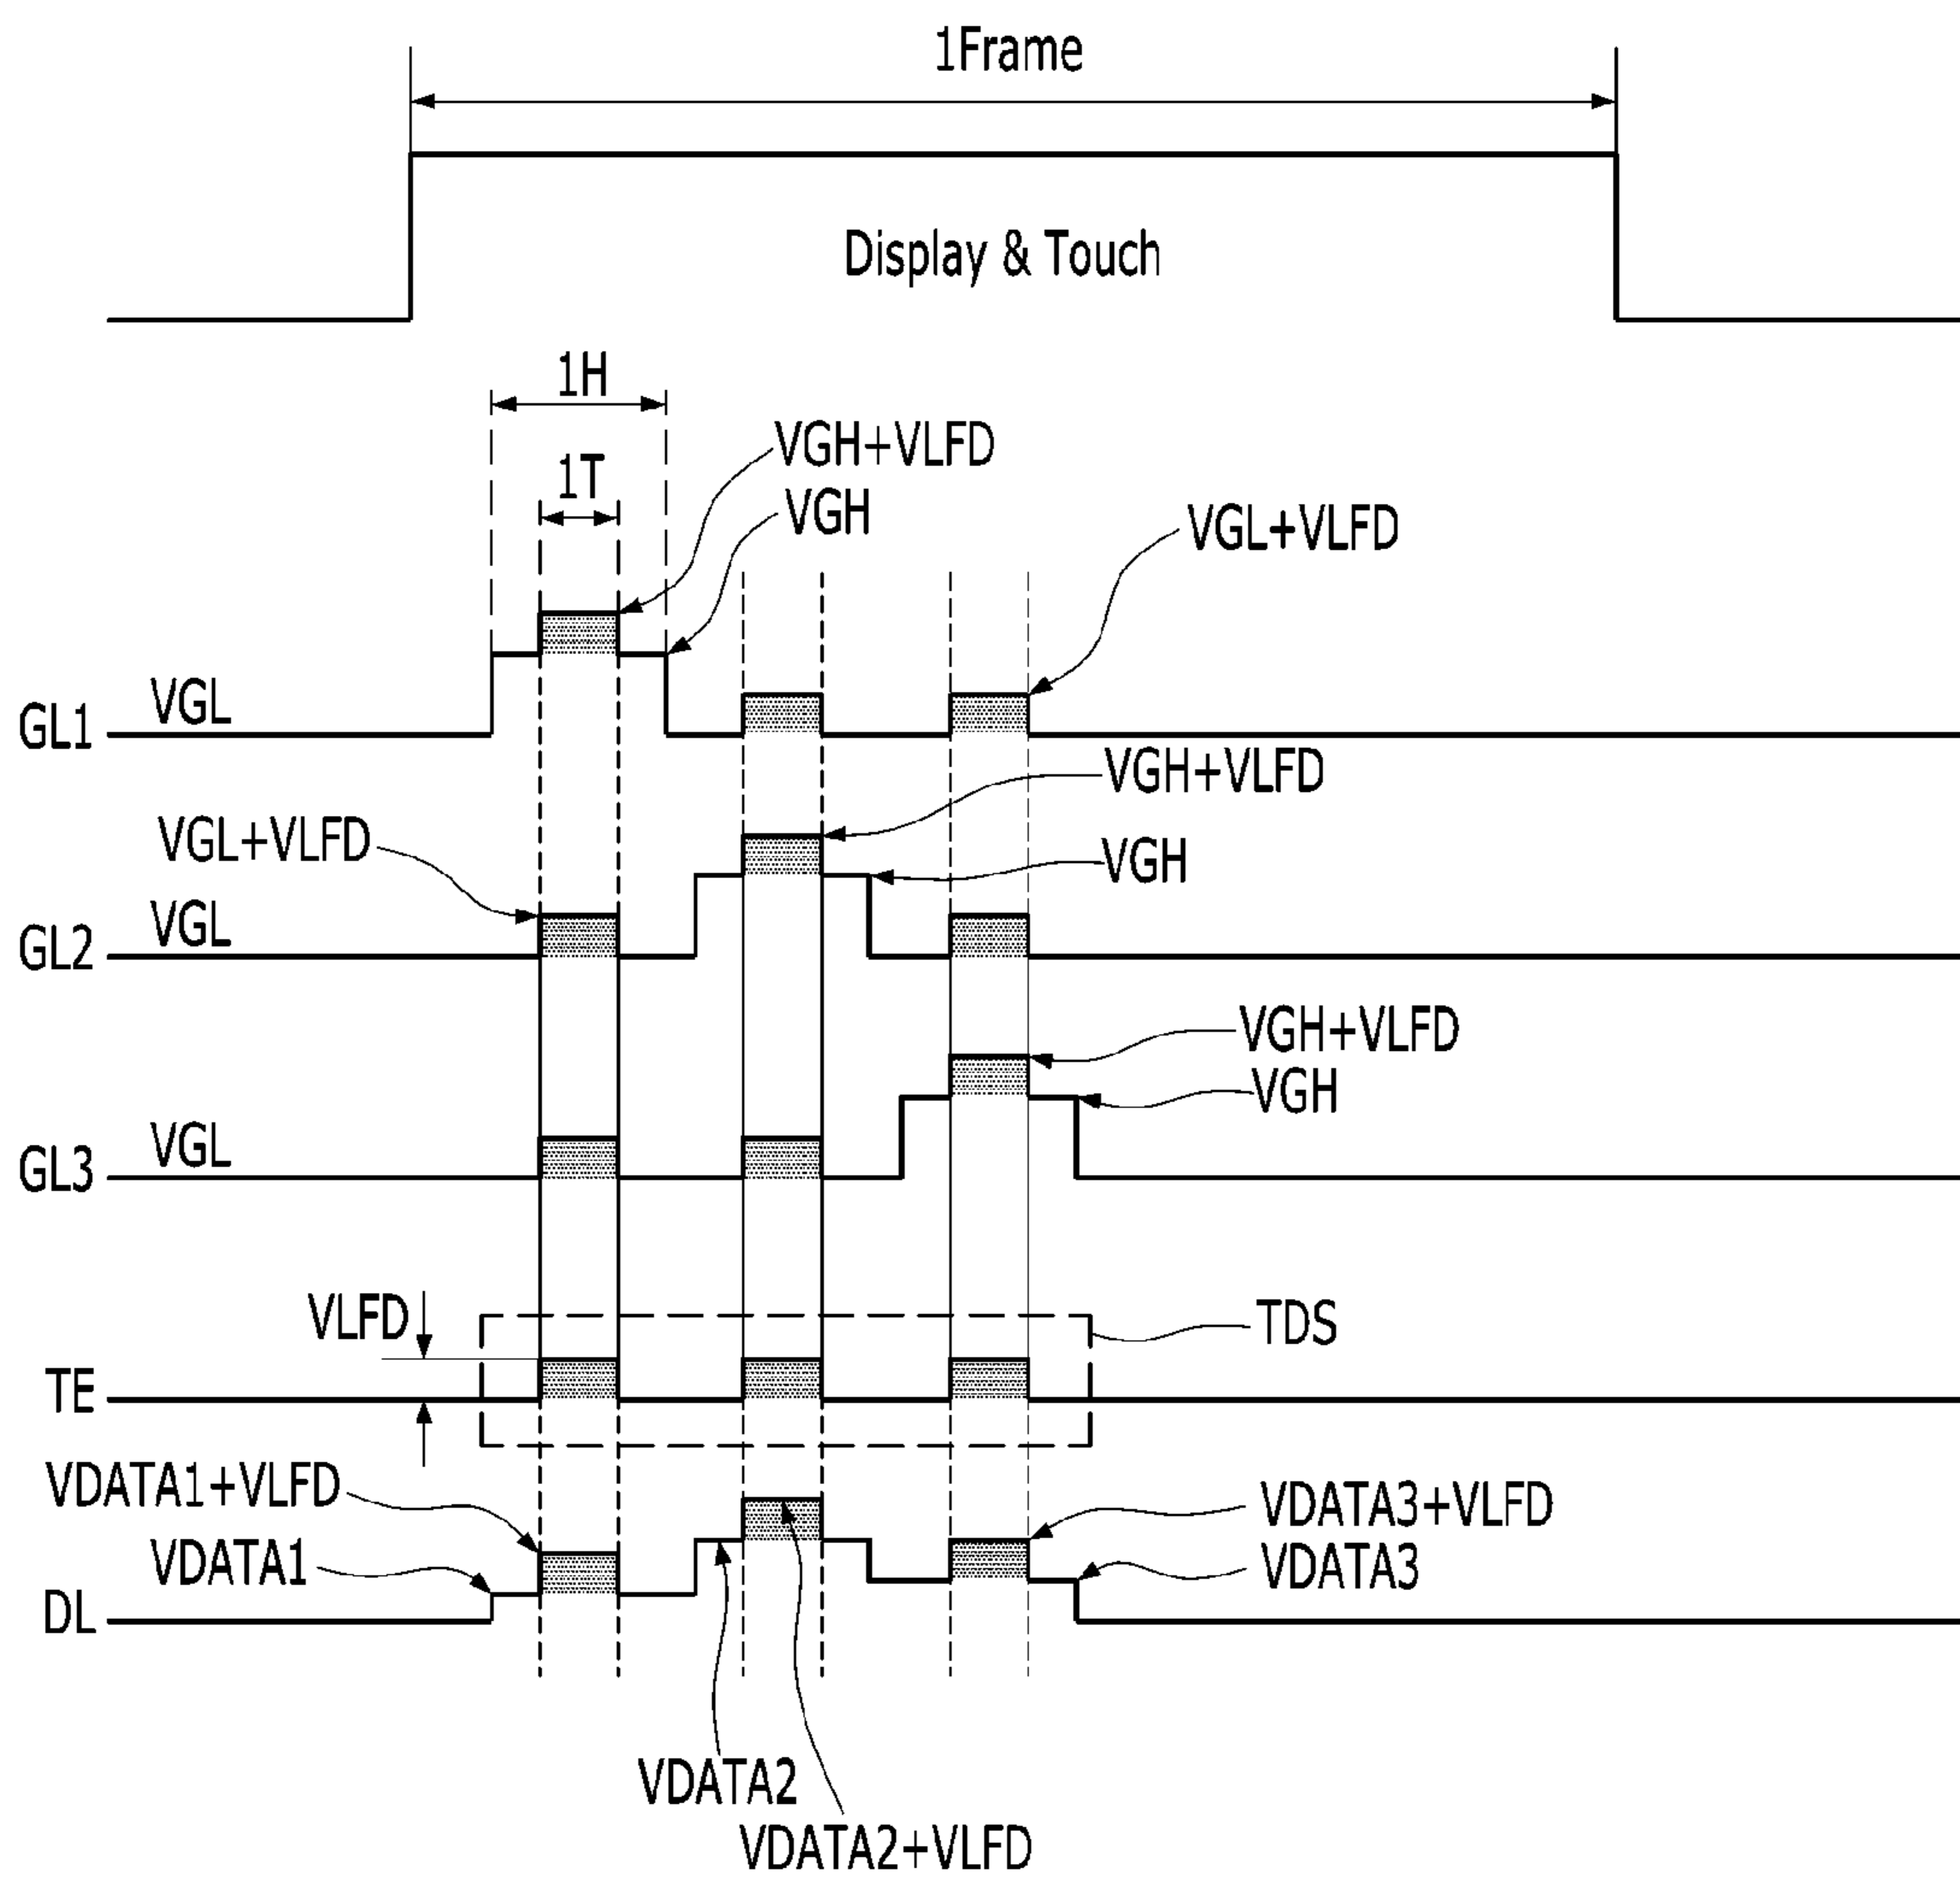 1Frame
Display & Touch
1H
1T
VGH+VLFD
VGH
VGL+VLFD
VGL
GL1
VGH+VLFD
VGL+VLFD
VGH
VGL
GL2
VGH+VLFD
VGH
VGL
GL3
VLFD
TDS
TE
VDATA1+VLFD
VDATA3+VLFD
VDATA1
VDATA3
DL
VDATA2
VDATA2+VLFD